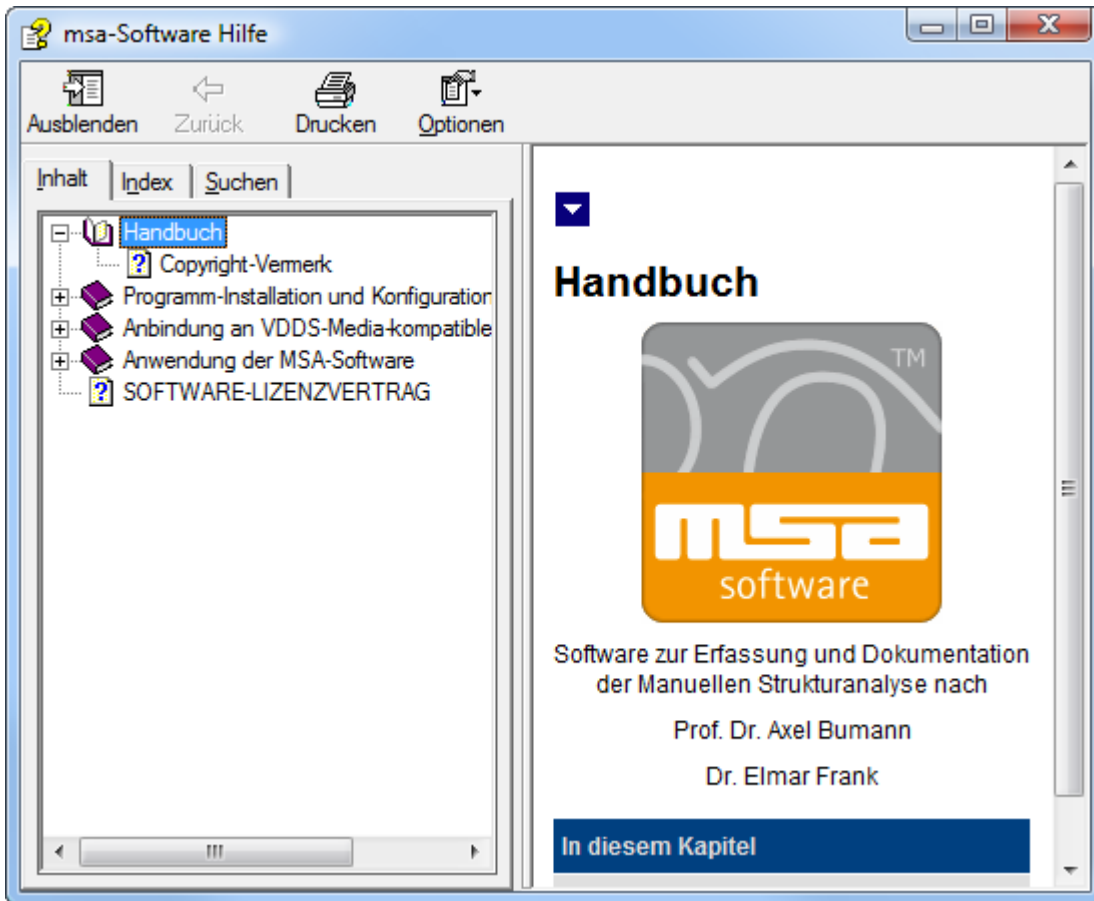 msa-Software Hilfe
Ausblenden Zurück Drucken Optionen
Inhalt Index Suchen
Handbuch
Copyright-Vermerk
Programm-Installation und Konfiguration
Anbindung an VDDS-Media-kompatible
Anwendung der MSA-Software
SOFTWARE-LIZENZVERTRAG
Handbuch
TM
msa
software
Software zur Erfassung und Dokumentation
der Manuellen Strukturanalyse nach
Prof. Dr. Axel Bumann
Dr. Elmar Frank
In diesem Kapitel